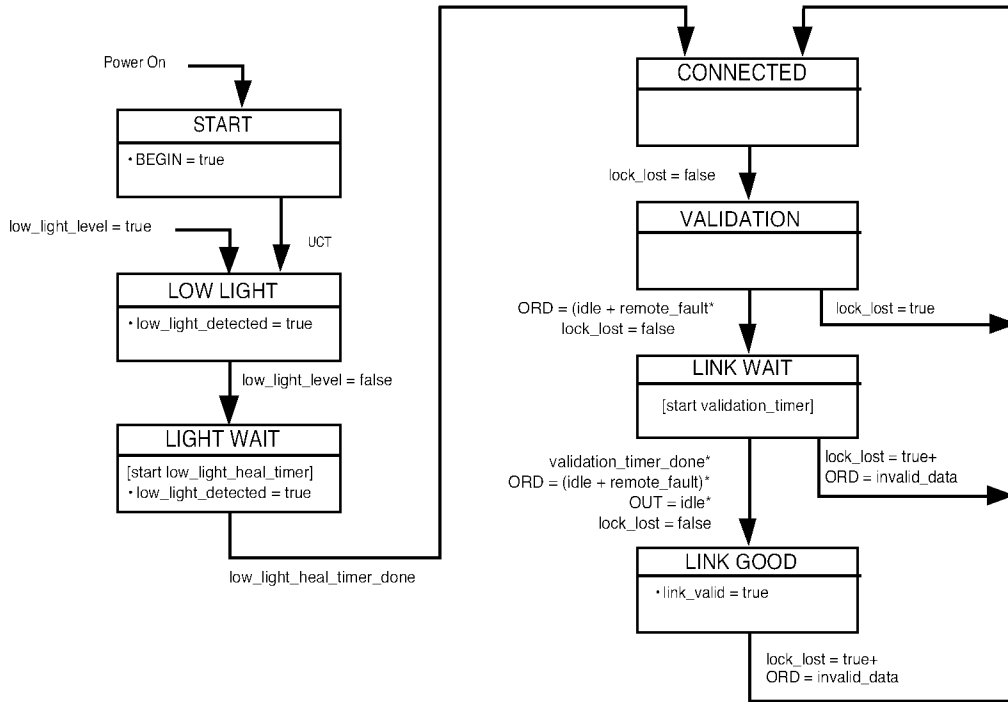 Power On
START
• BEGIN = true
low_light_level = true
UCT
LOW LIGHT
• low_light_detected = true
low_light_level = false
LIGHT WAIT
[start low_light_heal_timer]
• low_light_detected = true
low_light_heal_timer_done
CONNECTED
lock_lost = false
VALIDATION
ORD = (idle + remote_fault*
lock_lost = false
lock_lost = true
LINK WAIT
[start validation_timer]
validation_timer_done*
ORD = (idle + remote_fault)*
OUT = idle*
lock_lost = false
lock_lost = true+
ORD = invalid_data
LINK GOOD
• link_valid = true
lock_lost = true+
ORD = invalid_data